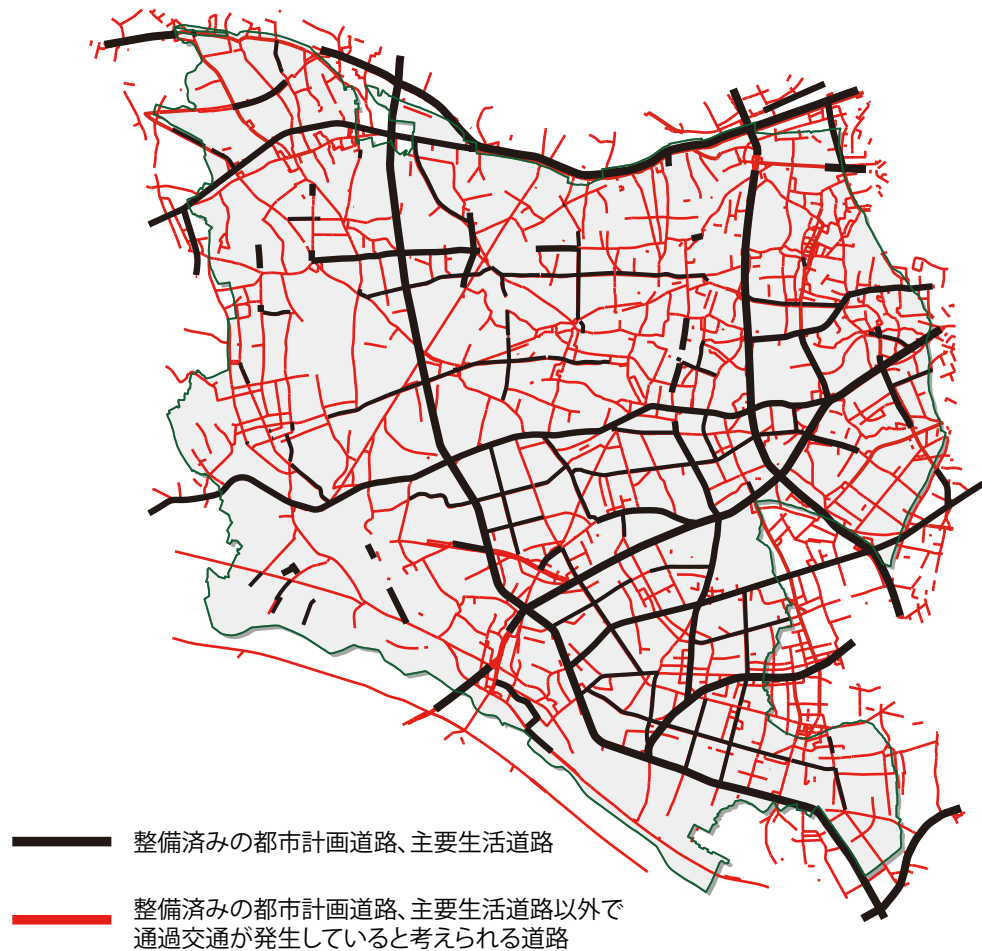 整備済みの都市計画道路、主要生活道路
整備済みの都市計画道路、主要生活道路以外で
通過交通が発生していると考えられる道路